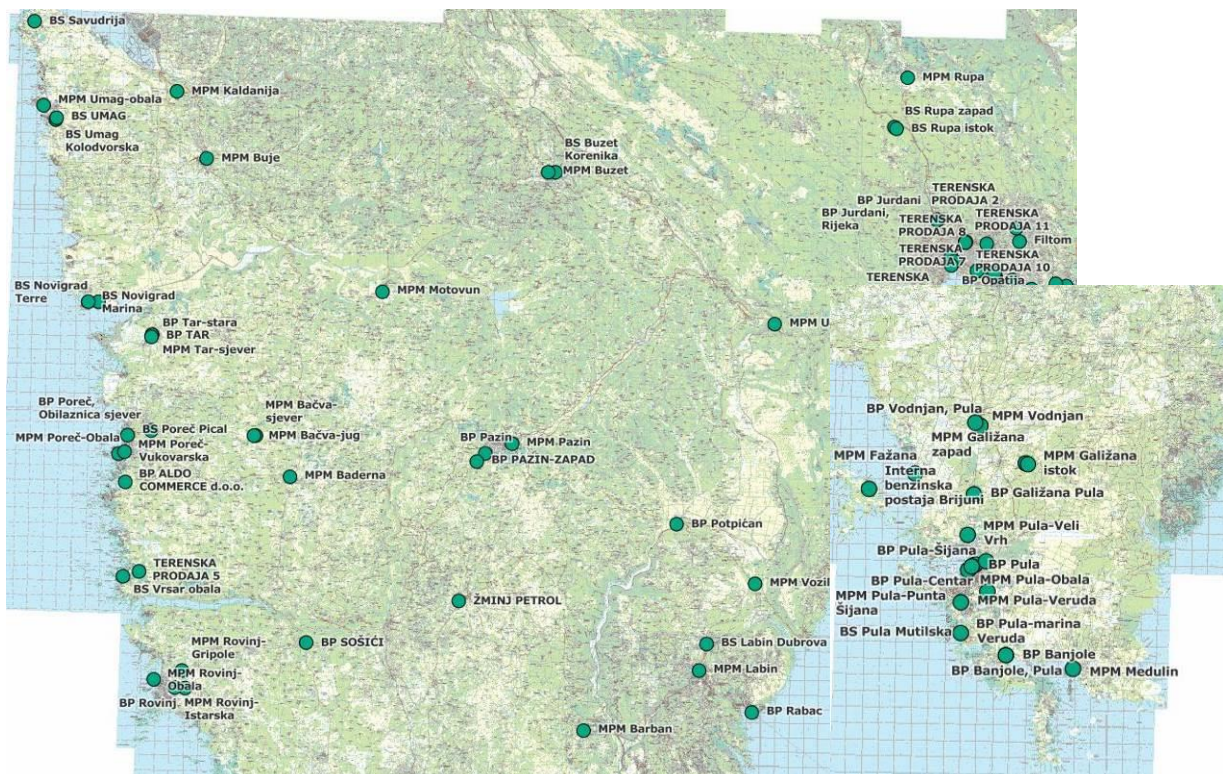 BS Savudrija
MPM Umag-obala
BS UMAG
BS Umag
Kolodvorska
MPM Kaldanija
MPM Buje
BS Buzet
Korenika
MPM Buzet
MPM Rupa
BS Rupa zapad
BS Rupa istok
BP Jurdani
BP Jurdani,
Rijeka
TERENSKA
PRODAJA 2
TERENSKA
PRODAJA 8
TERENSKA
PRODAJA 11
Filtom
TERENSKA
PRODAJA 7
TERENSKA
PRODAJA 10
TERENSKA
BP Opatija
BS Novigrad
Terre
BS Novigrad
Marina
MPM Motovun
MPM U
BP Tar-stara
BP TAR
MPM Tar-sjever
BP Poreč,
Obilaznica sjever
BS Poreč Pical
MPM Poreč-Obala
MPM Poreč-
Vukovarska
BP ALDO
COMMERCE d.o.o.
MPM Bačva-
sjever
MPM Bačva-jug
MPM Baderna
BP Pazin
MPM Pazin
BP PAZIN-ZAPAD
BP Potpićan
MPM Vozil
TERENSKA
PRODAJA 5
BS Vrsar obala
ŽMINJ PETROL
MPM Rovinj-
Gripole
MPM Rovinj-
Obala
BP Rovinj
MPM Rovinj-
Istarska
BP SOŠIĆI
BS Labin Dubrova
MPM Labin
BP Rabac
MPM Barban
BP Vodnjan, Pula
MPM Vodnjan
MPM Galižana
zapad
MPM Galižana
istok
MPM Fažana
Interna
benzinska
postaja Brijuni
BP Galižana Pula
MPM Pula-Veli
Vrh
BP Pula-Šijana
BP Pula
BP Pula-Centar
MPM Pula-Obala
MPM Pula-Punta
Šijana
MPM Pula-Veruda
BS Pula Mutilska
BP Pula-marina
Veruda
BP Banjole
BP Banjole, Pula
MPM Medulin